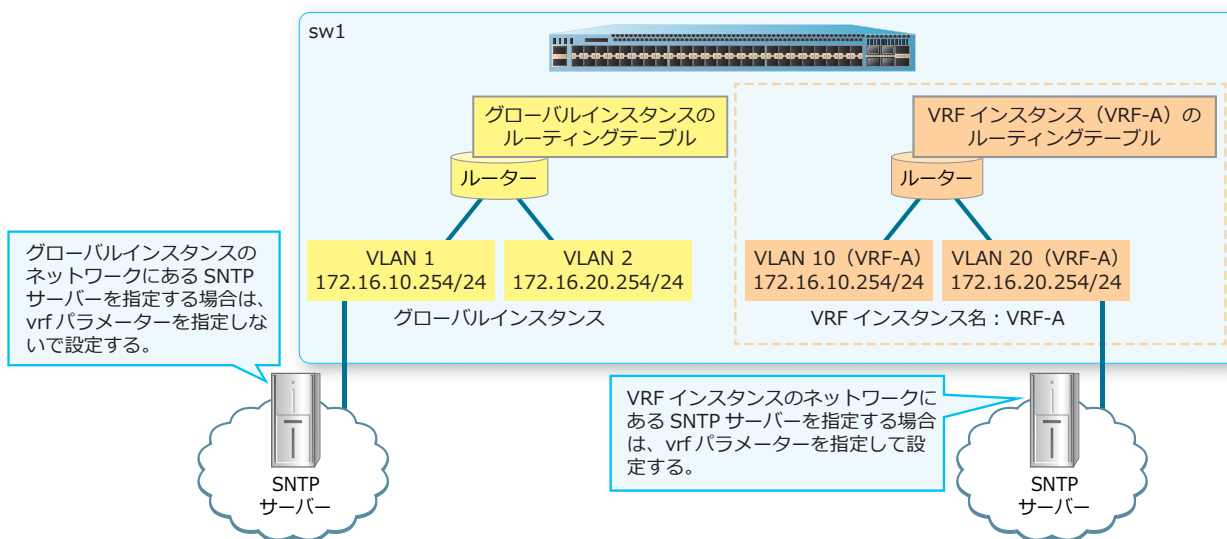 sw1
グローバルインスタンスの
ルーティングテーブル
ルーター
VLAN 1
172.16.10.254/24
VLAN 2
172.16.20.254/24
グローバルインスタンス
VRF インスタンス（VRF-A）の
ルーティングテーブル
ルーター
VLAN 10（VRF-A）
172.16.10.254/24
VLAN 20（VRF-A）
172.16.20.254/24
VRF インスタンス名：VRF-A
グローバルインスタンスの
ネットワークにある SNTP
サーバーを指定する場合は、
vrf パラメーターを指定しな
いで設定する。
SNTP
サーバー
VRF インスタンスのネットワークに
ある SNTP サーバーを指定する場合
は、vrf パラメーターを指定して設
定する。
SNTP
サーバー